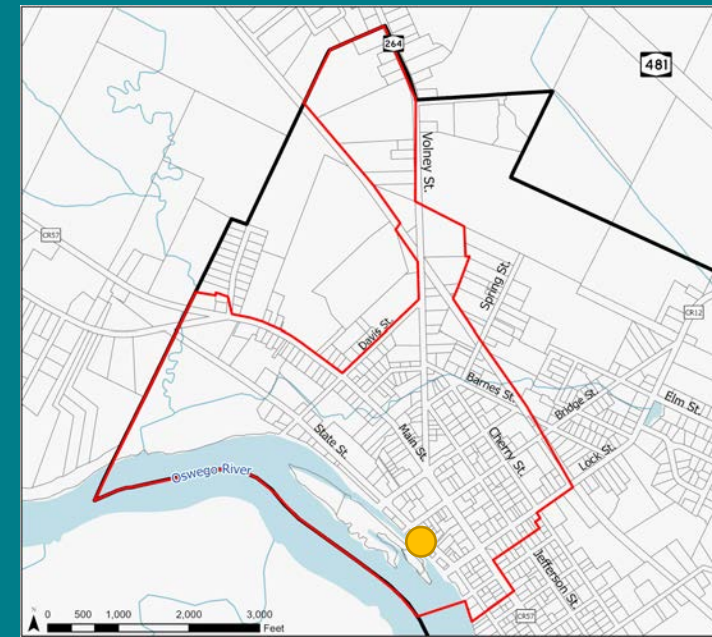 264
481
Volney St.
CR57
Spring St.
CR12
Davis St.
Barnes St.
Bridge St.
Elm St.
State St.
Main St.
Cherry St.
Lock St.
Oswego River
Jefferson St.
CR57
N
0 500 1,000 2,000 3,000
Feet